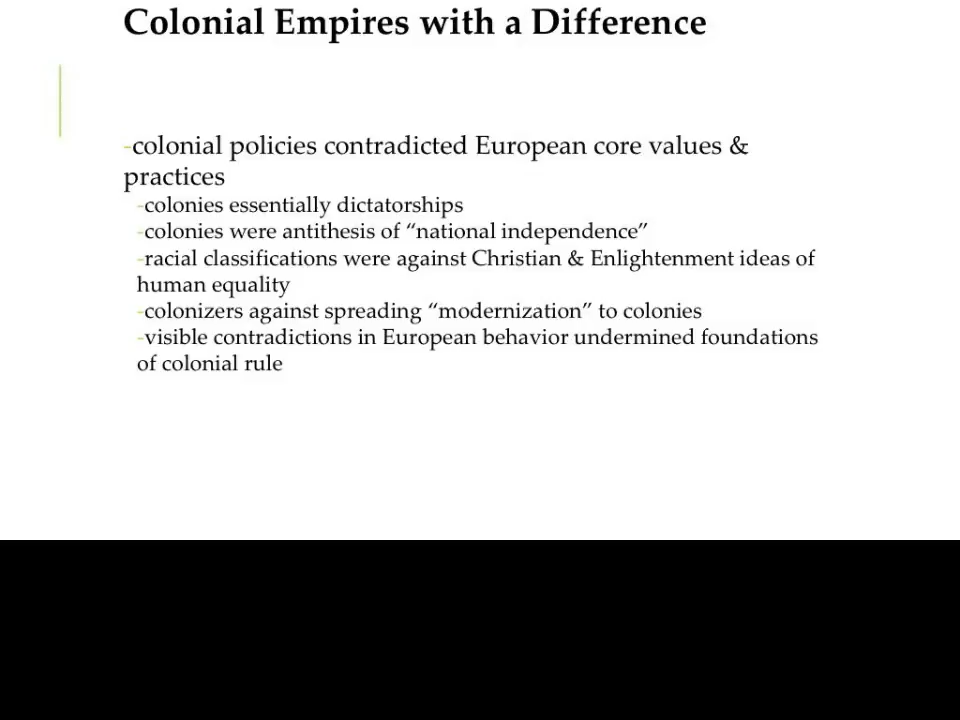 Colonial Empires with a Difference
-colonial policies contradicted European core values &
practices
-colonies essentially dictatorships
-colonies were antithesis of “national independence”
-racial classifications were against Christian & Enlightenment ideas of
human equality
-colonizers against spreading “modernization” to colonies
-visible contradictions in European behavior undermined foundations
of colonial rule